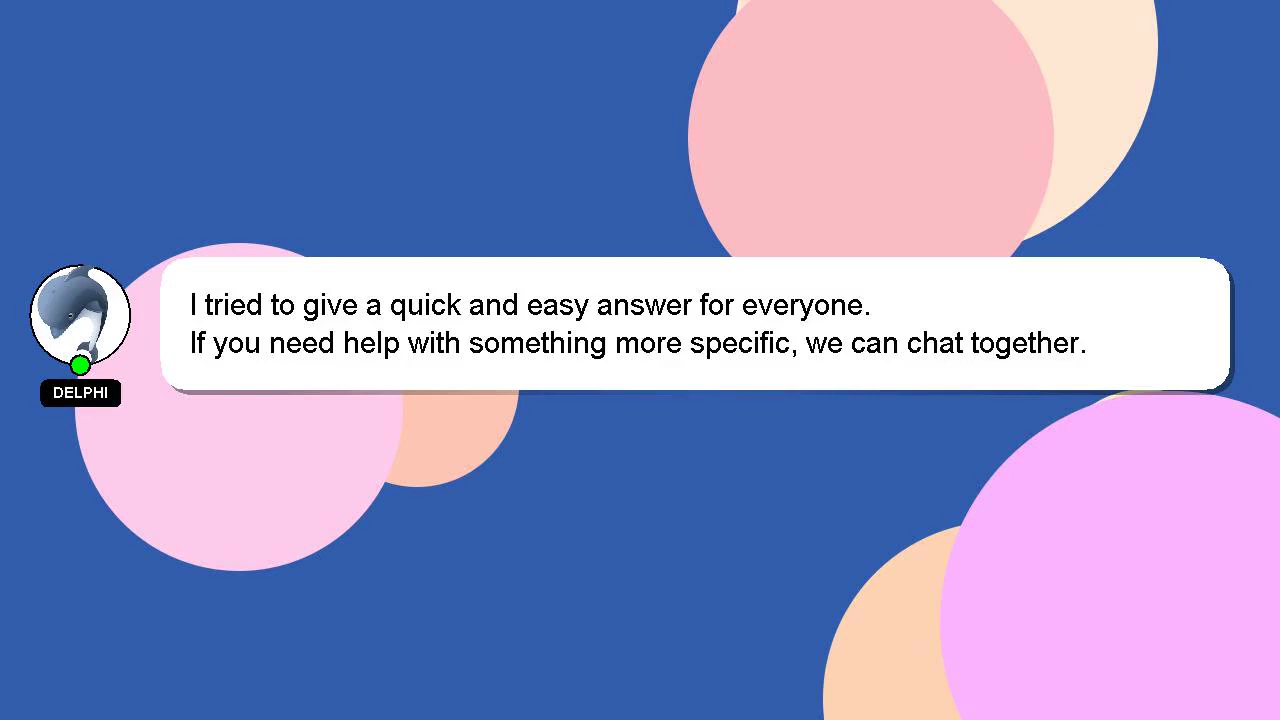 I tried to give a quick and easy answer for everyone.
If you need help with something more specific, we can chat together.
DELPHI